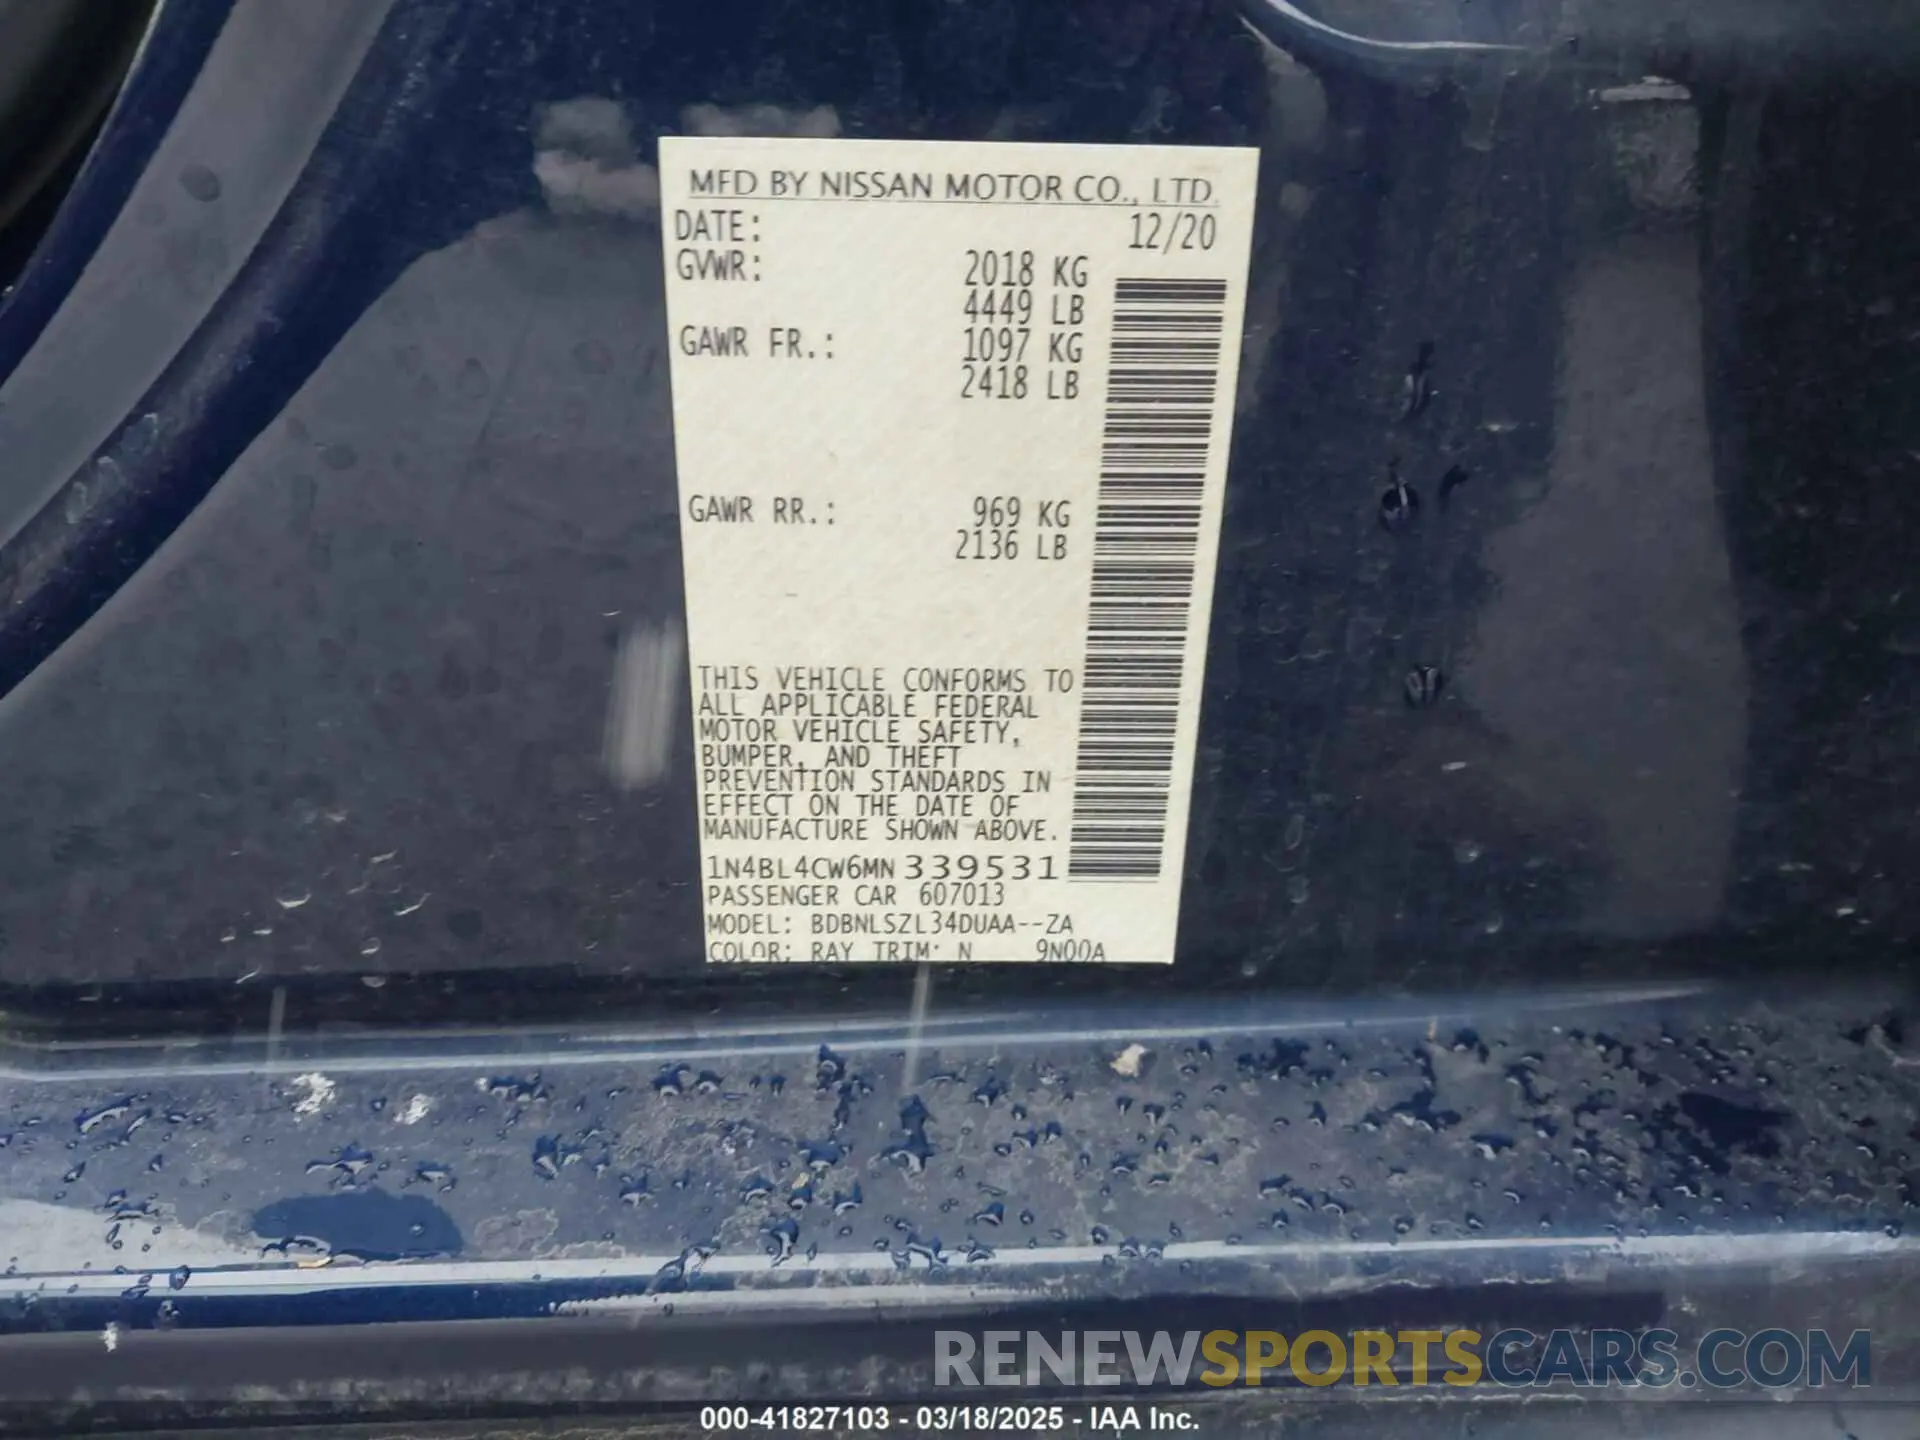 MFD BY NISSAN MOTOR CO., LTD.
DATE: 12/20
GVWR: 2018 KG
4449 LB
GAWR FR.: 1097 KG
2418 LB
GAWR RR.: 969 KG
2136 LB
THIS VEHICLE CONFORMS TO
ALL APPLICABLE FEDERAL
MOTOR VEHICLE SAFETY,
BUMPER, AND THEFT
PREVENTION STANDARDS IN
EFFECT ON THE DATE OF
MANUFACTURE SHOWN ABOVE.
1N4BL4CW6MN339531
PASSENGER CAR 607013
MODEL: BDBNLSZL34DUAA--ZA
COLOR: RAY TRIM: N 9N00A
RENEWSPORTSCARS.COM
000-41827103 - 03/18/2025 - IAA Inc.